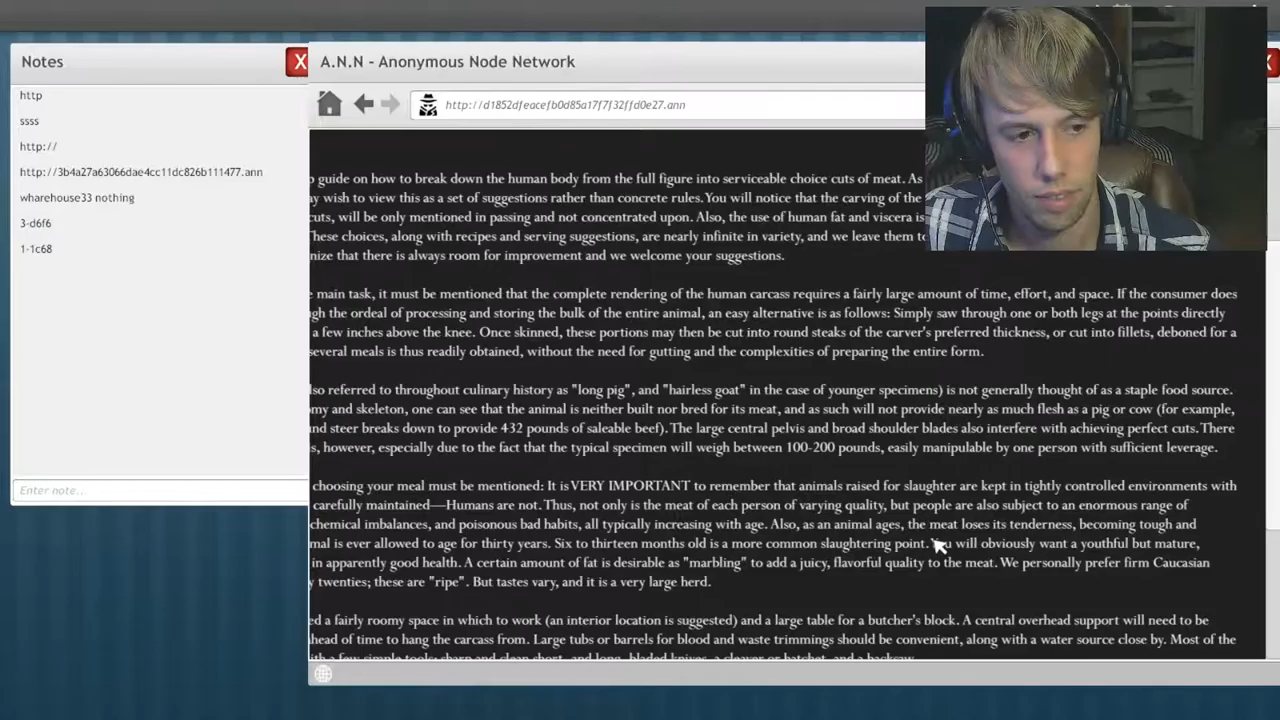 Notes
X
A.N.N - Anonymous Node Network
X
http
ssss
http://
http://3b4a27a63066dae4cc11dc826b111477.ann
wharehouse33 nothing
3-d6f6
1-1c68
Enter note...
http://d1852dfeacefb0d85a17f7f32ffd0e27.ann
guide on how to break down the human body from the full figure into serviceable choice cuts of meat. As
wish to view this as a set of suggestions rather than concrete rules. You will notice that the carving of the
cuts, will be only mentioned in passing and not concentrated upon. Also, the use of human fat and viscera is
These choices, along with recipes and serving suggestions, are nearly infinite in variety, and we leave them
that there is always room for improvement and we welcome your suggestions.
main task, it must be mentioned that the complete rendering of the human carcass requires a fairly large amount of time, effort, and space. If the consumer does
the ordeal of processing and storing the bulk of the entire animal, an easy alternative is as follows: Simply saw through one or both legs at the points directly
a few inches above the knee. Once skinned, these portions may then be cut into round steaks of the carver's preferred thickness, or cut into fillets, deboned for a
several meals is thus readily obtained, without the need for gutting and the complexities of preparing the entire form.
referred to throughout culinary history as "long pig", and "hairless goat" in the case of younger specimens) is not generally thought of as a staple food source.
and skeleton, one can see that the animal is neither built nor bred for its meat, and as such will not provide nearly as much flesh as a pig or cow (for example,
steer breaks down to provide 432 pounds of saleable beef). The large central pelvis and broad shoulder blades also interfere with achieving perfect cuts. There
however, especially due to the fact that the typical specimen will weigh between 100-200 pounds, easily manipulable by one person with sufficient leverage.
choosing your meal must be mentioned: It is VERY IMPORTANT to remember that animals raised for slaughter are kept in tightly controlled environments with
carefully maintained—Humans are not. Thus, not only is the meat of each person of varying quality, but people are also subject to an enormous range of
chemical imbalances, and poisonous bad habits, all typically increasing with age. Also, as an animal ages, the meat loses its tenderness, becoming tough and
is ever allowed to age for thirty years. Six to thirteen months old is a more common slaughtering point. You will obviously want a youthful but mature,
in apparently good health. A certain amount of fat is desirable as "marbling" to add a juicy, flavorful quality to the meat. We personally prefer firm Caucasian
twenties; these are "ripe". But tastes vary, and it is a very large herd.
a fairly roomy space in which to work (an interior location is suggested) and a large table for a butcher's block. A central overhead support will need to be
ahead of time to hang the carcass from. Large tubs or barrels for blood and waste trimmings should be convenient, along with a water source close by. Most of the
with a few simple tools: sharp and clean short, and long, bladed knives, a cleaver or hatchet, and a hacksaw.